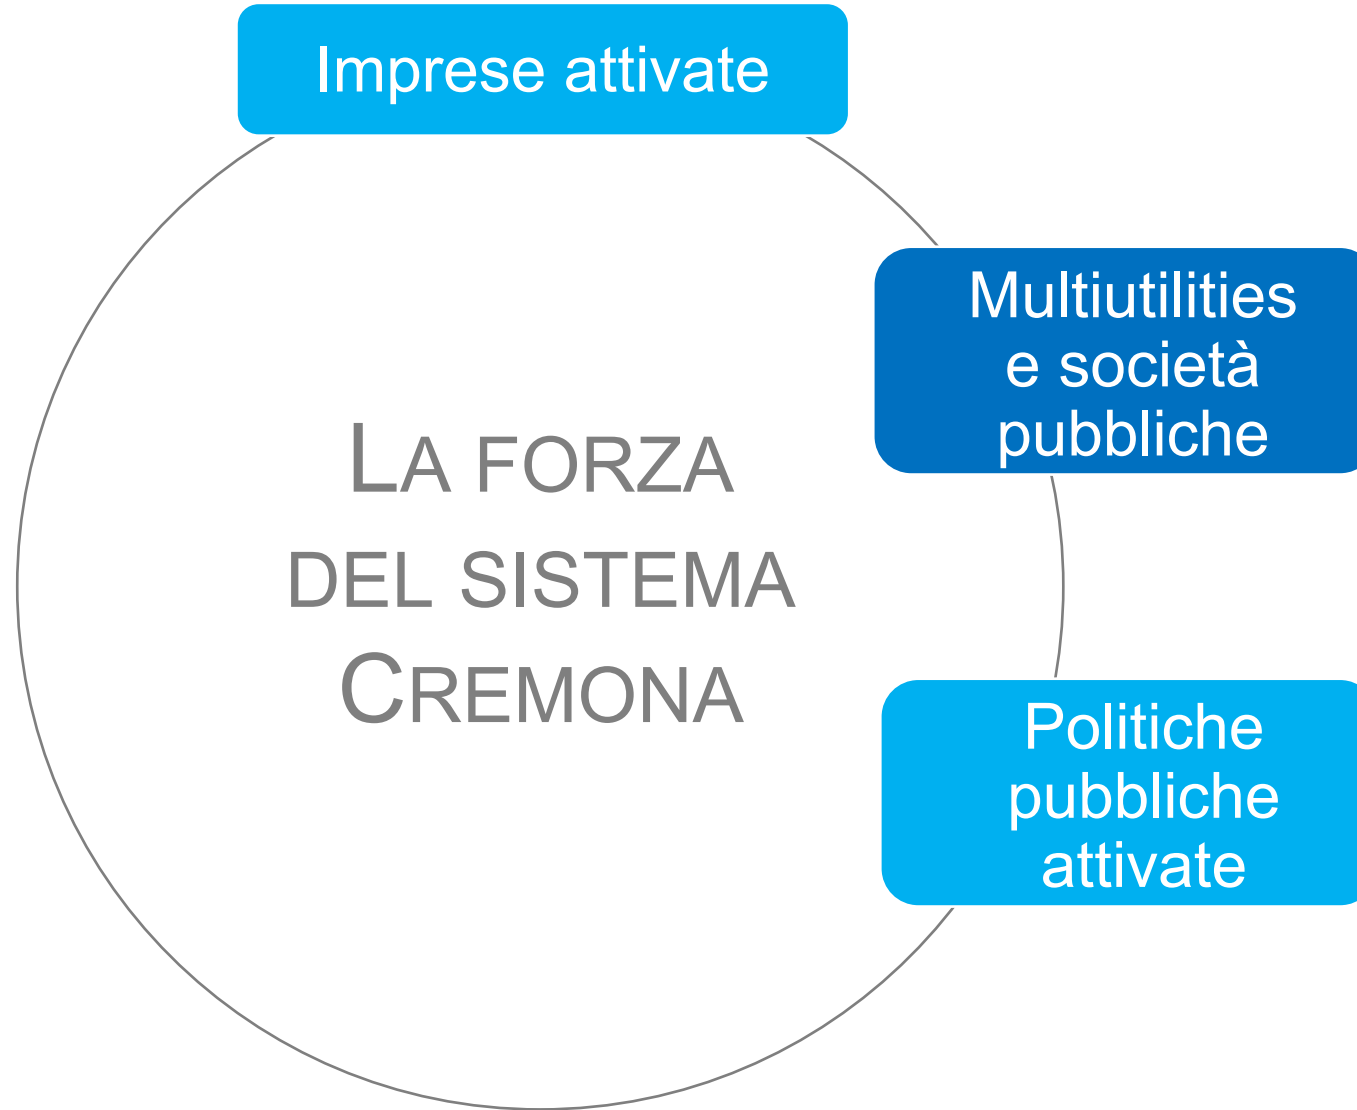 Imprese attivate
Multiutilities
e società
pubbliche
LA FORZA
DEL SISTEMA
CREMONA
Politiche
pubbliche
attivate